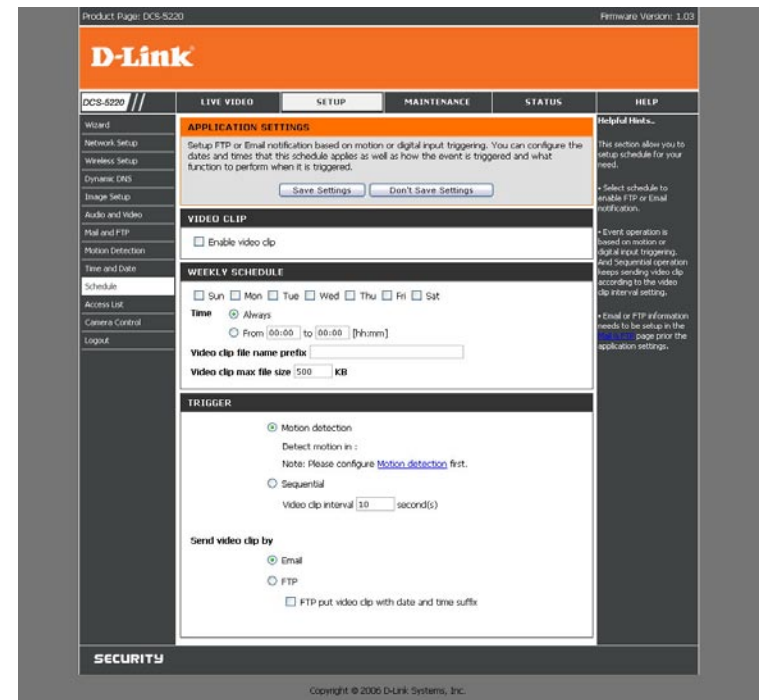 Product Page: DCS-5220 Firmware Version: 1.03
D-Link
DCS-5220 // LIVE VIDEO SETUP MAINTENANCE STATUS HELP
Wizard
Network Setup
Wireless Setup
Dynamic DNS
Image Setup
Audio and Video
Mail and FTP
Motion Detection
Time and Date
Schedule
Access List
Camera Control
Logout
APPLICATION SETTINGS
Setup FTP or Email notification based on motion or digital input triggering. You can configure the
dates and times that this schedule applies as well as how the event is triggered and what
function to perform when it is triggered.
Save Settings Don't Save Settings
VIDEO CLIP
Enable video clip
WEEKLY SCHEDULE
Sun Mon Tue Wed Thu Fri Sat
Time Always
From 00:00 to 00:00 [hh:mm]
Video clip file name prefix
Video clip max file size 500 KB
TRIGGER
Motion detection
Detect motion in :
Note: Please configure Motion detection first.
Sequential
Video clip interval 10 second(s)
Send video clip by
Email
FTP
FTP put video clip with date and time suffix
Helpful Hints..
This section allow you to
setup schedule for your
need.
• Select schedule to
enable FTP or Email
notification.
• Event operation is
based on motion or
digital input triggering.
And Sequential operation
keeps sending video clip
according to the video
clip interval setting.
• Email or FTP information
needs to be setup in the
Mail & FTP page prior the
application settings.
SECURITY
Copyright © 2006 D-Link Systems, Inc.